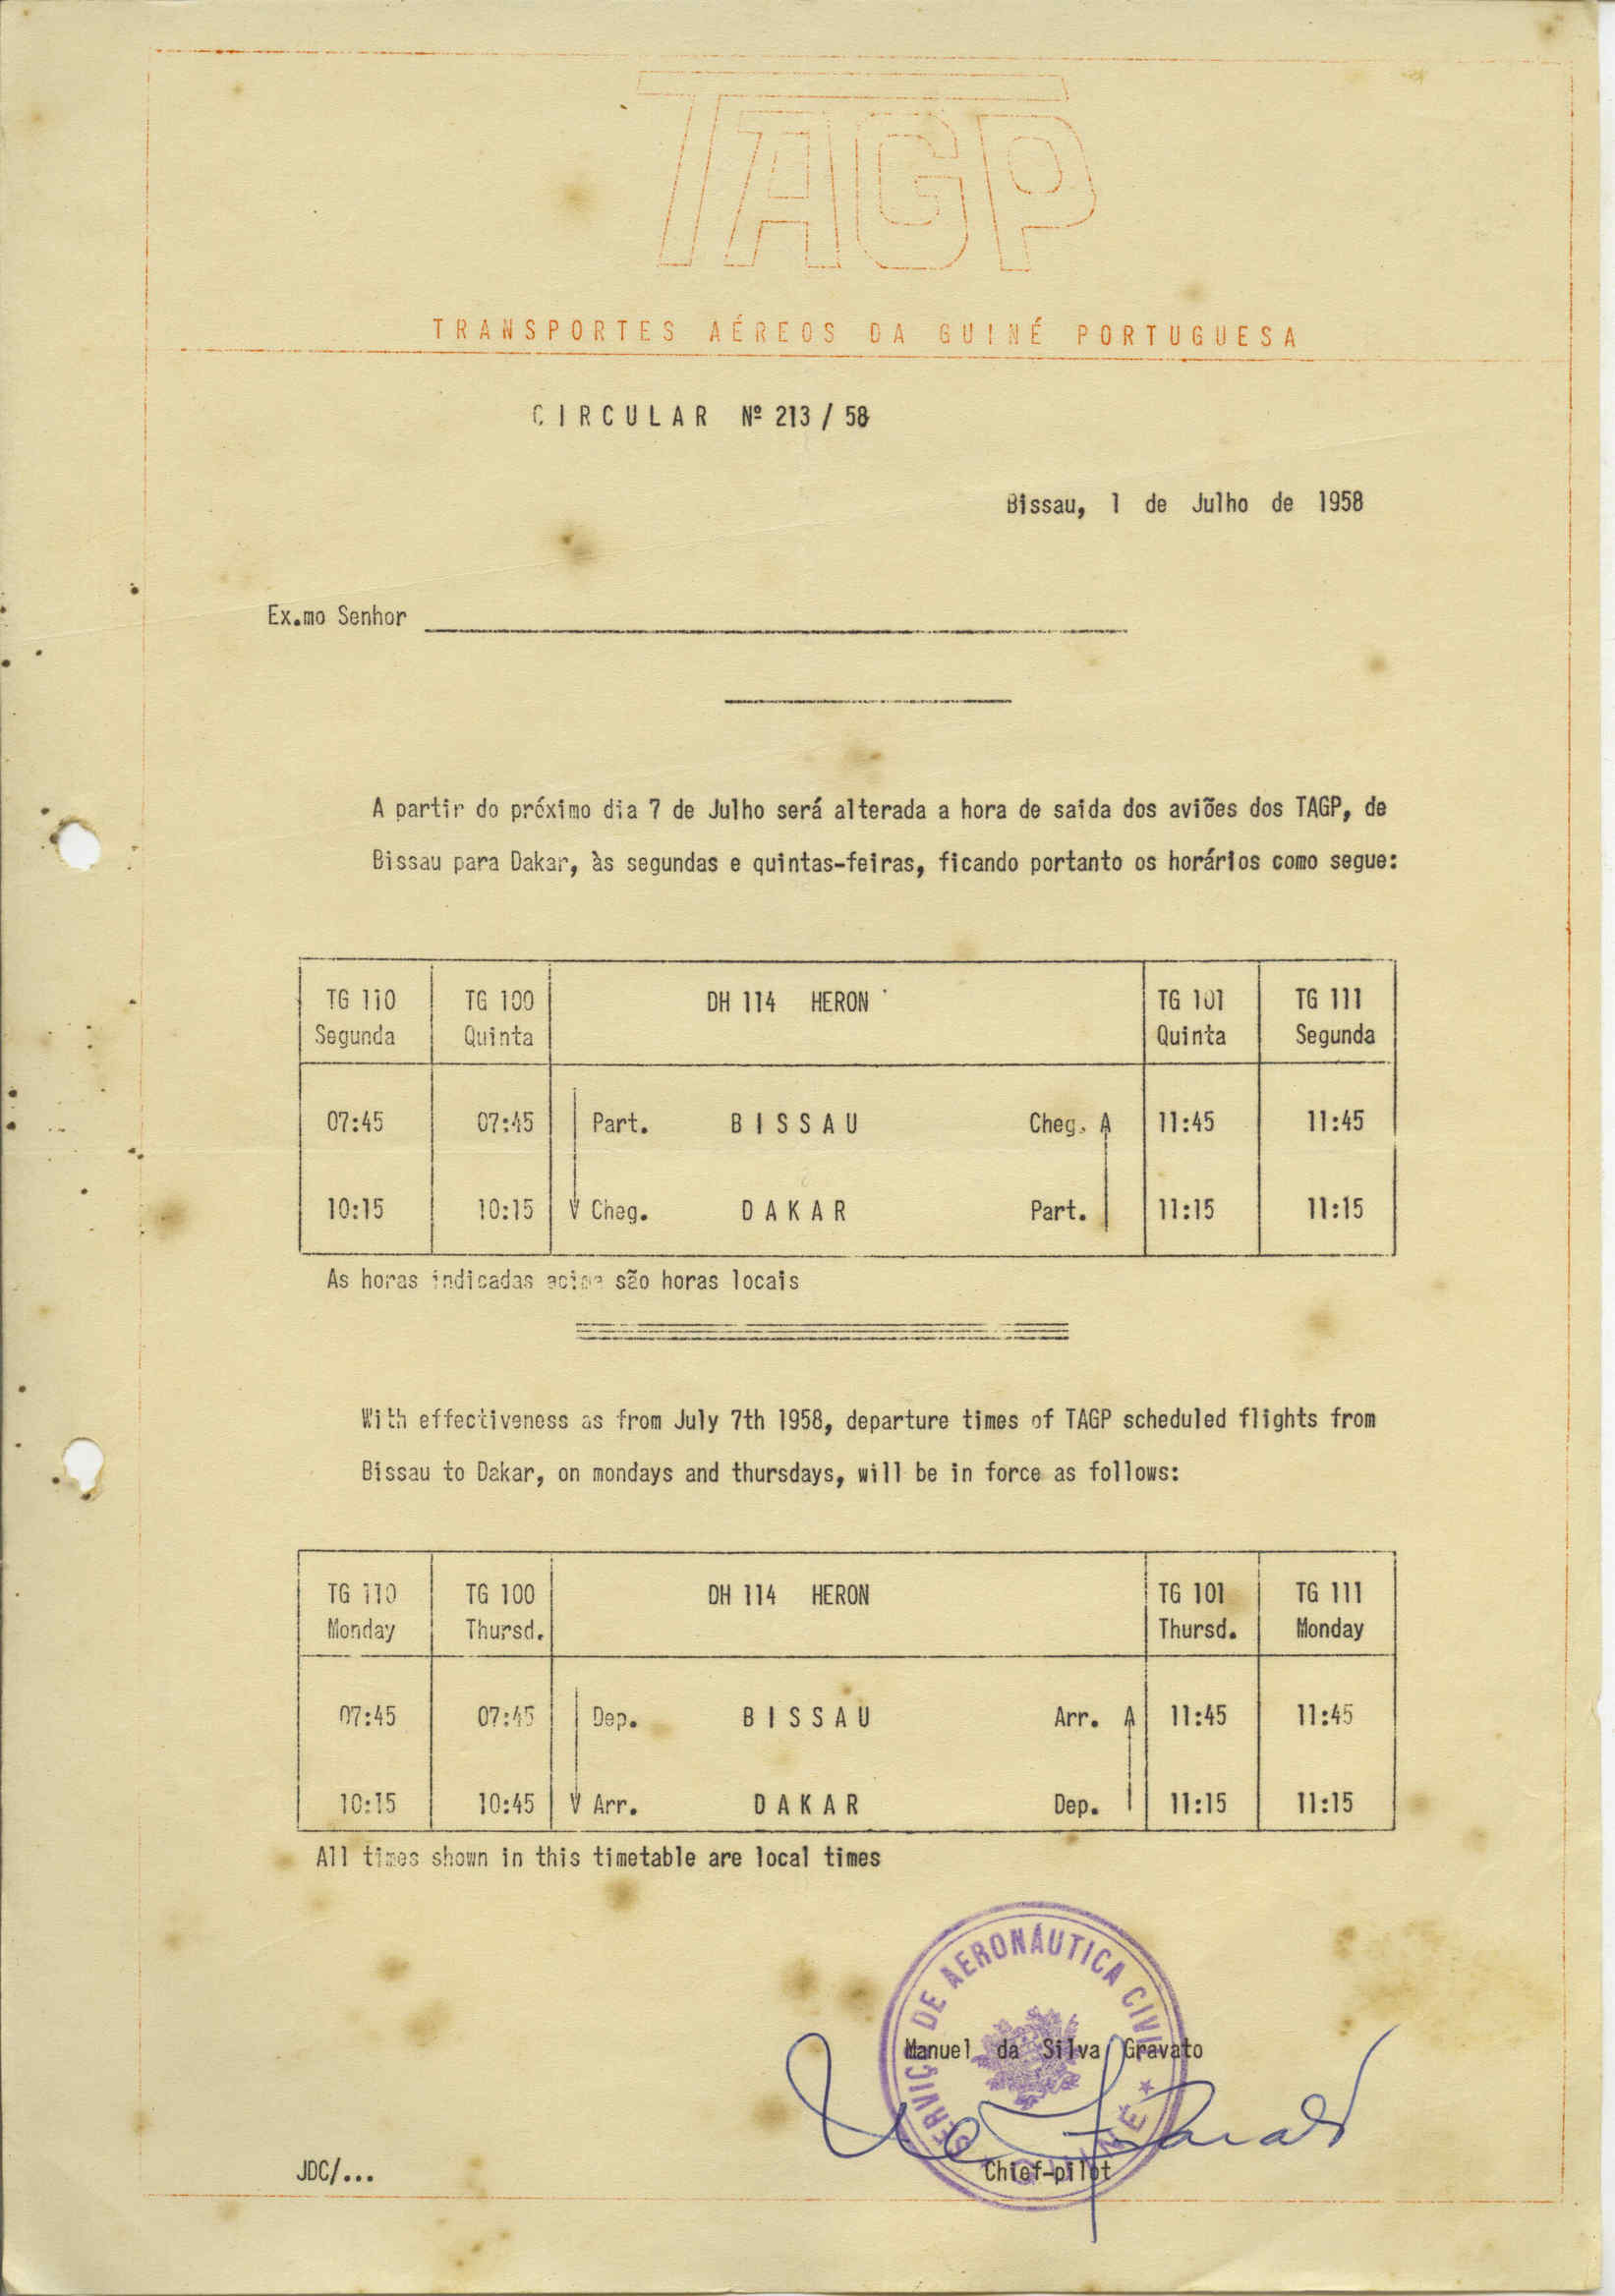 TAGP
TRANSPORTES AÉREOS DA GUINÉ PORTUGUESA
CIRCULAR Nº 213 / 58
Bissau, 1 de Julho de 1958
Ex.mo Senhor
A partir do próximo dia 7 de Julho será alterada a hora de saida dos aviões dos TAGP, de
Bissau para Dakar, às segundas e quintas-feiras, ficando portanto os horários como segue:
TG 110 TG 100 DH 114 HERON TG 101 TG 111
Segunda Quinta Quinta Segunda
07:45 07:45 Part. BISSAU Cheg. A 11:45 11:45
10:15 10:15 V Cheg. DAKAR Part. 11:15 11:15
As horas indicadas acima são horas locais
With effectiveness as from July 7th 1958, departure times of TAGP scheduled flights from
Bissau to Dakar, on mondays and thursdays, will be in force as follows:
TG 110 TG 100 DH 114 HERON TG 101 TG 111
Monday Thursd. Thursd. Monday
07:45 07:45 Dep. BISSAU Arr. A 11:45 11:45
10:15 10:45 V Arr. DAKAR Dep. 11:15 11:15
All times shown in this timetable are local times
SERVIÇO DE AERONÁUTICA CIVIL
★ GUINÉ ★
Manuel da Silva Gravato
Chief-pilot
JDC/...